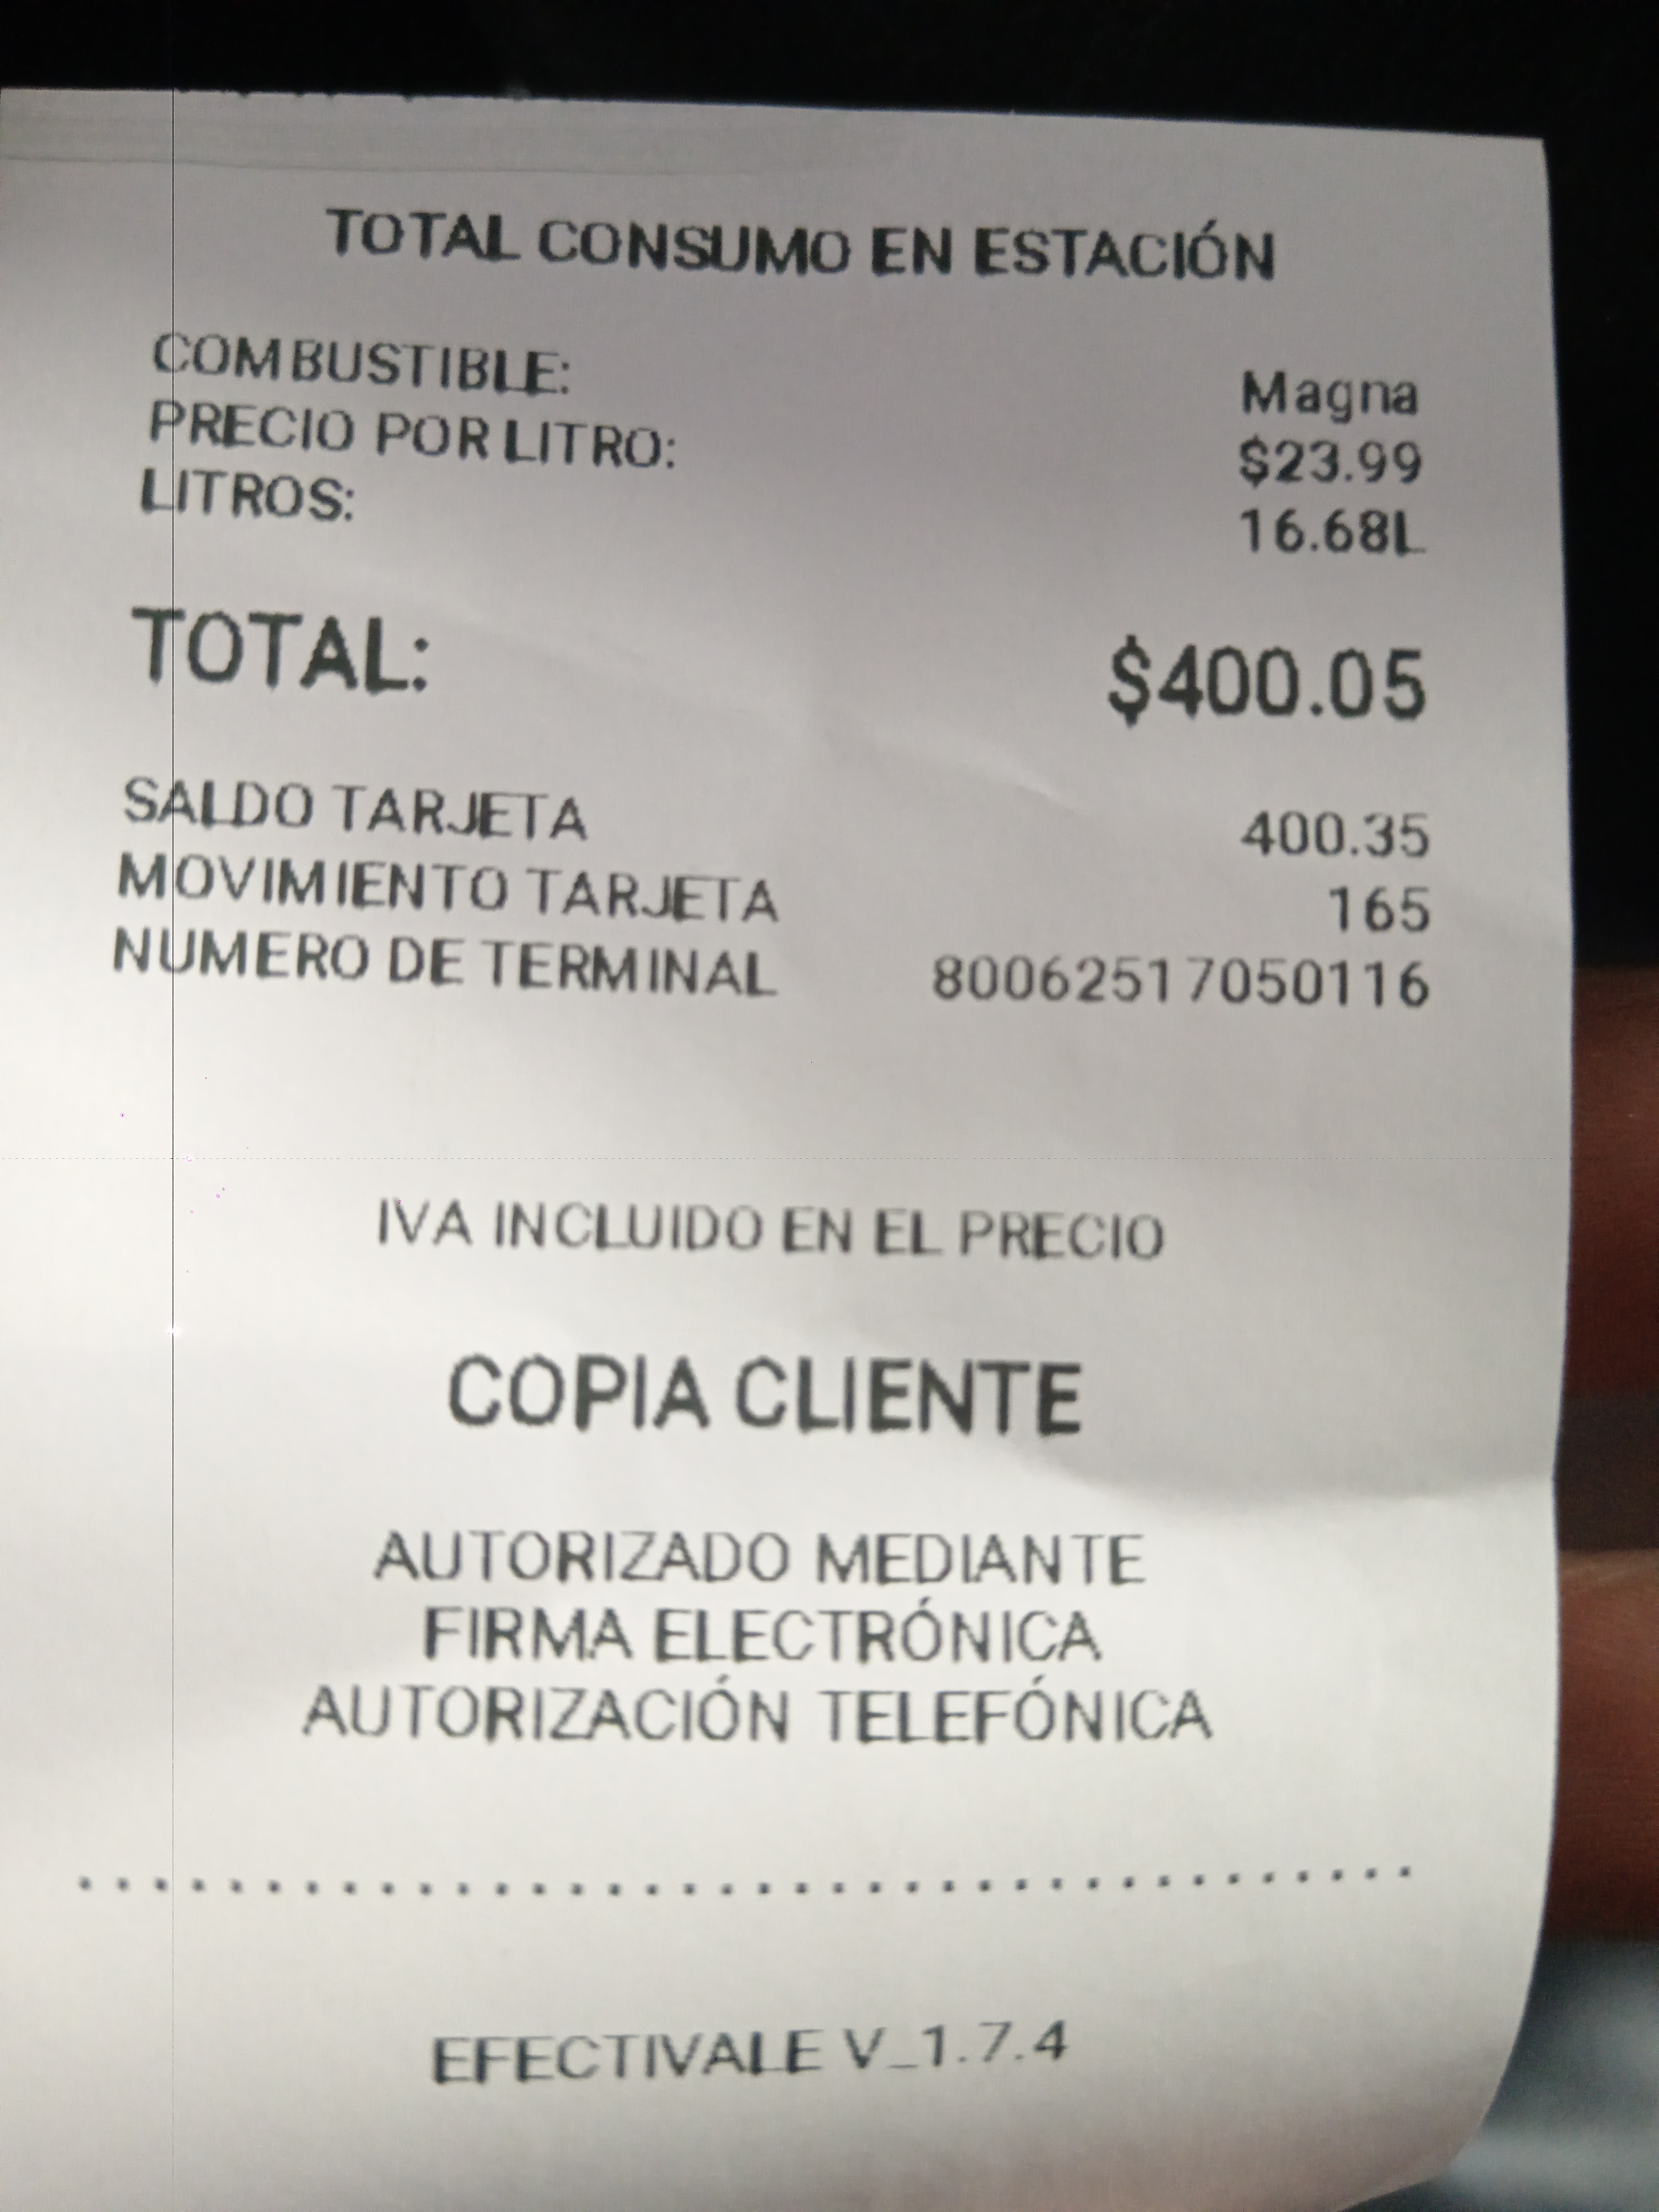 TOTAL CONSUMO EN ESTACIÓN
COMBUSTIBLE: Magna
PRECIO POR LITRO: $23.99
LITROS: 16.68L
TOTAL: $400.05
SALDO TARJETA 400.35
MOVIMIENTO TARJETA 165
NUMERO DE TERMINAL 80062517050116
IVA INCLUIDO EN EL PRECIO
COPIA CLIENTE
AUTORIZADO MEDIANTE
FIRMA ELECTRÓNICA
AUTORIZACIÓN TELEFÓNICA
EFECTIVALE V_1.7.4